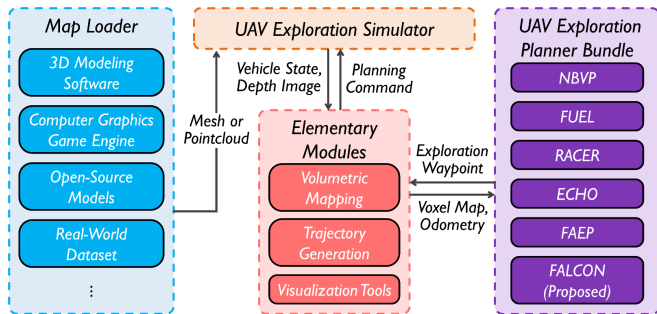 Map Loader
3D Modeling
Software
Computer Graphics
Game Engine
Open-Source
Models
Real-World
Dataset
⋮
Mesh or
Pointcloud
UAV Exploration Simulator
Vehicle State,
Depth Image
Planning
Command
Elementary
Modules
Volumetric
Mapping
Trajectory
Generation
Visualization Tools
Exploration
Waypoint
Voxel Map,
Odometry
UAV Exploration
Planner Bundle
NBVP
FUEL
RACER
ECHO
FAEP
FALCON
(Proposed)